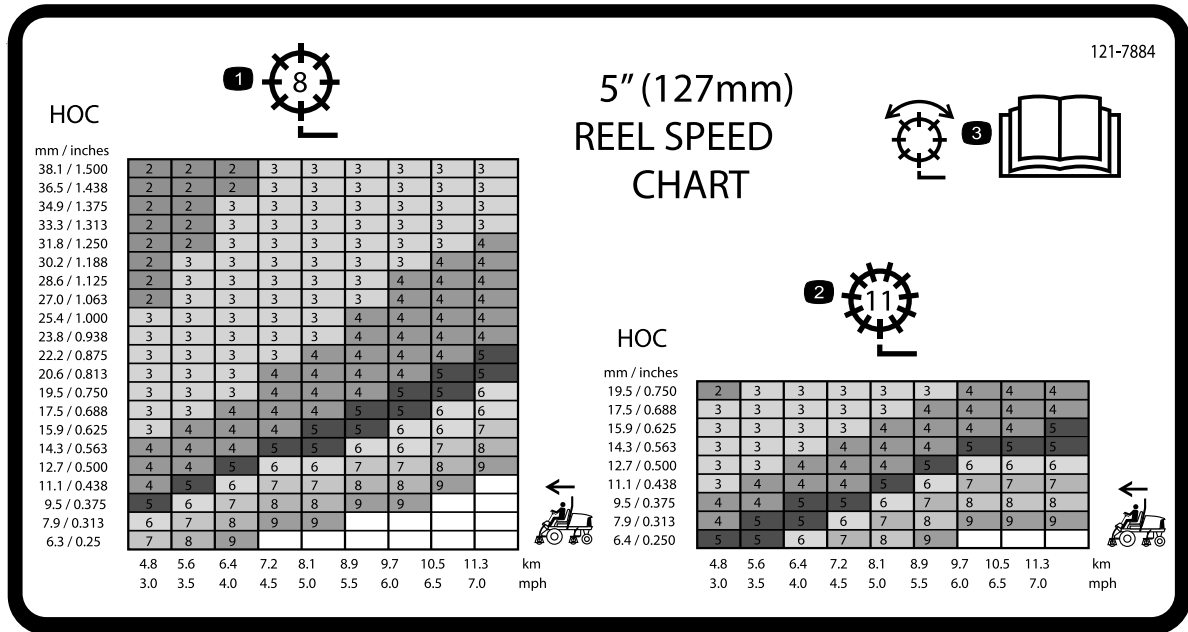 121-7884
5" (127mm)
REEL SPEED
CHART
1
8
3
HOC
mm / inches
38.1 / 1.500 2 2 2 3 3 3 3 3 3
36.5 / 1.438 2 2 2 3 3 3 3 3 3
34.9 / 1.375 2 2 3 3 3 3 3 3 3
33.3 / 1.313 2 2 3 3 3 3 3 3 3
31.8 / 1.250 2 2 3 3 3 3 3 3 4
30.2 / 1.188 2 3 3 3 3 3 3 4 4
28.6 / 1.125 2 3 3 3 3 3 4 4 4
27.0 / 1.063 2 3 3 3 3 3 4 4 4
25.4 / 1.000 3 3 3 3 3 4 4 4 4
23.8 / 0.938 3 3 3 3 3 4 4 4 4
22.2 / 0.875 3 3 3 3 4 4 4 4 5
20.6 / 0.813 3 3 3 4 4 4 4 5 5
19.5 / 0.750 3 3 3 4 4 4 5 5 6
17.5 / 0.688 3 3 4 4 4 5 5 6 6
15.9 / 0.625 3 4 4 4 5 5 6 6 7
14.3 / 0.563 4 4 4 5 5 6 6 7 8
12.7 / 0.500 4 4 5 6 6 7 7 8 9
11.1 / 0.438 4 5 6 7 7 8 8 9
9.5 / 0.375 5 6 7 8 8 9 9
7.9 / 0.313 6 7 8 9 9
6.3 / 0.25 7 8 9
4.8 5.6 6.4 7.2 8.1 8.9 9.7 10.5 11.3 km
3.0 3.5 4.0 4.5 5.0 5.5 6.0 6.5 7.0 mph
2
11
HOC
mm / inches
19.5 / 0.750 2 3 3 3 3 3 4 4 4
17.5 / 0.688 3 3 3 3 3 4 4 4 4
15.9 / 0.625 3 3 3 3 4 4 4 4 5
14.3 / 0.563 3 3 3 4 4 4 5 5 5
12.7 / 0.500 3 3 4 4 4 5 6 6 6
11.1 / 0.438 3 4 4 4 5 6 7 7 7
9.5 / 0.375 4 4 5 5 6 7 8 8 8
7.9 / 0.313 4 5 5 6 7 8 9 9 9
6.4 / 0.250 5 5 6 7 8 9
4.8 5.6 6.4 7.2 8.1 8.9 9.7 10.5 11.3 km
3.0 3.5 4.0 4.5 5.0 5.5 6.0 6.5 7.0 mph